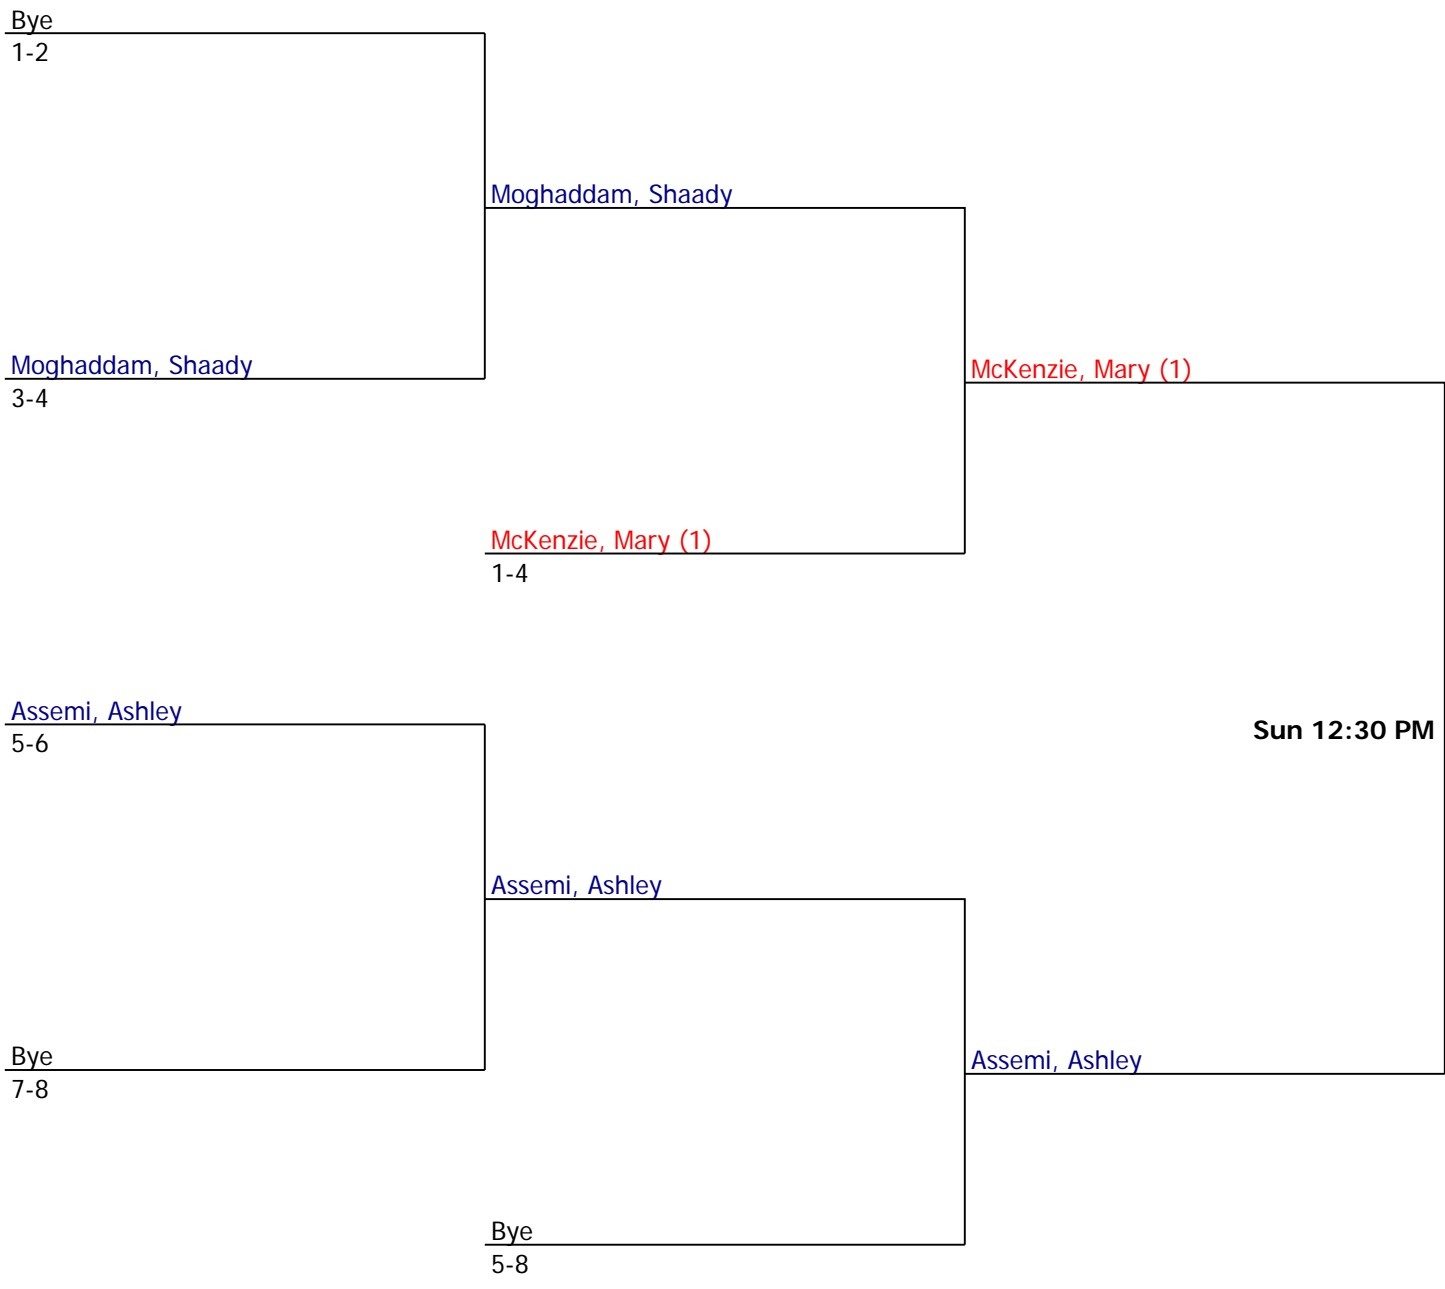 Bye
1-2
Moghaddam, Shaady
Moghaddam, Shaady
3-4
McKenzie, Mary (1)
McKenzie, Mary (1)
1-4
Assemi, Ashley
5-6
Sun 12:30 PM
Assemi, Ashley
Bye
7-8
Assemi, Ashley
Bye
5-8